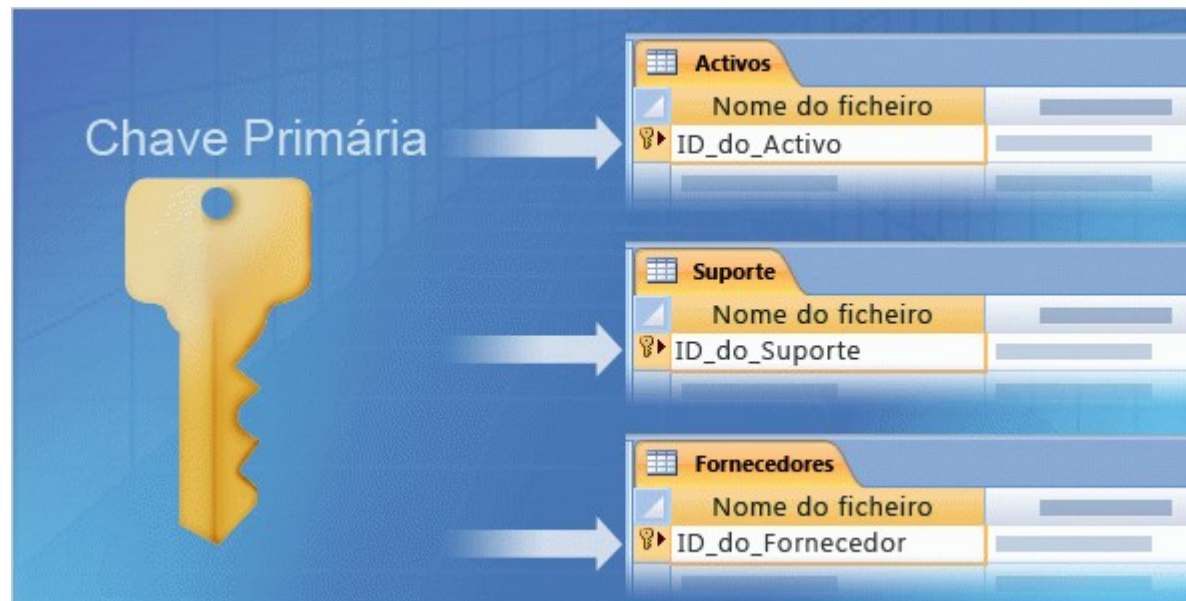 Chave Primária
Activos
Nome do ficheiro
ID_do_Activo
Suporte
Nome do ficheiro
ID_do_Suporte
Fornecedores
Nome do ficheiro
ID_do_Fornecedor